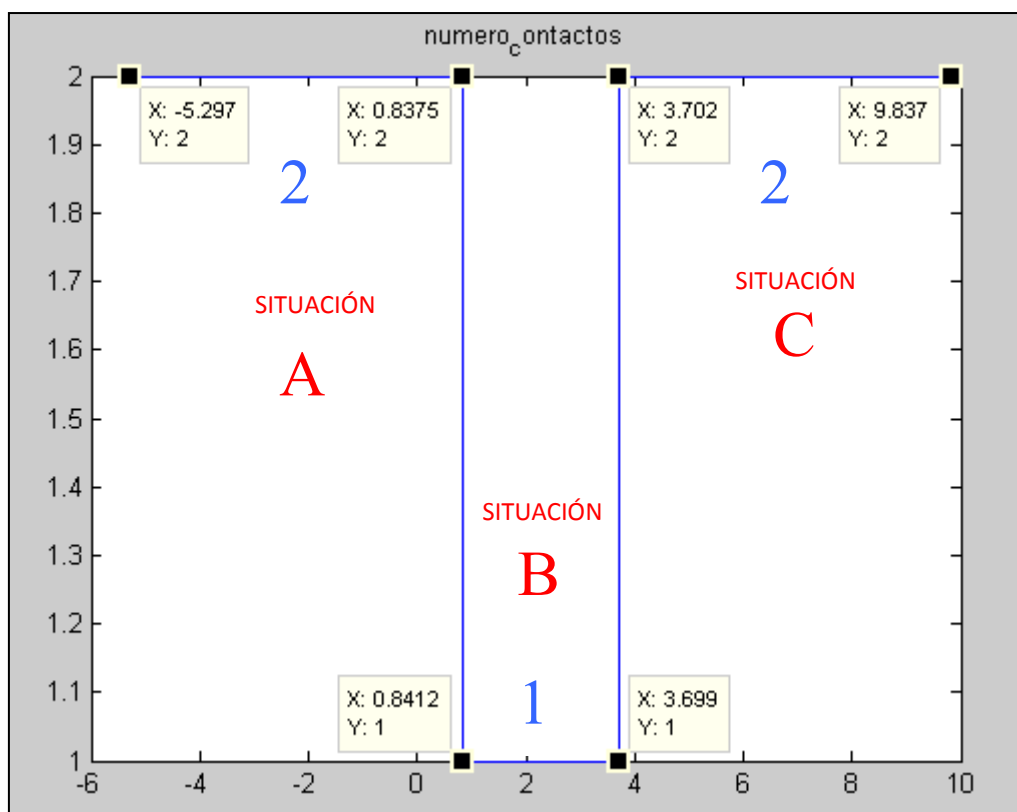 numero_contactos
2
1.9
1.8
1.7
1.6
1.5
1.4
1.3
1.2
1.1
1
X: -5.297
Y: 2
X: 0.8375
Y: 2
X: 3.702
Y: 2
X: 9.837
Y: 2
2
2
SITUACIÓN
A
SITUACIÓN
C
SITUACIÓN
B
1
X: 0.8412
Y: 1
X: 3.699
Y: 1
-6 -4 -2 0 2 4 6 8 10